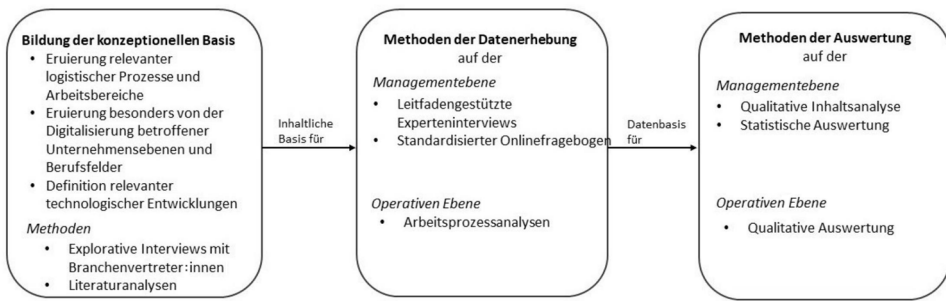 Bildung der konzeptionellen Basis
• Eruierung relevanter
logistischer Prozesse und
Arbeitsbereiche
• Eruierung besonders von der
Digitalisierung betroffener
Unternehmensebenen und
Berufsfelder
• Definition relevanter
technologischer Entwicklungen
Methoden
• Explorative Interviews mit
Branchenvertreter:innen
• Literaturanalysen
Inhaltliche
Basis für
Methoden der Datenerhebung
auf der
Managementebene
• Leitfadengestützte
Experteninterviews
• Standardisierter Onlinefragebogen
Operativen Ebene
• Arbeitsprozessanalysen
Datenbasis
für
Methoden der Auswertung
auf der
Managementebene
• Qualitative Inhaltsanalyse
• Statistische Auswertung
Operativen Ebene
• Qualitative Auswertung